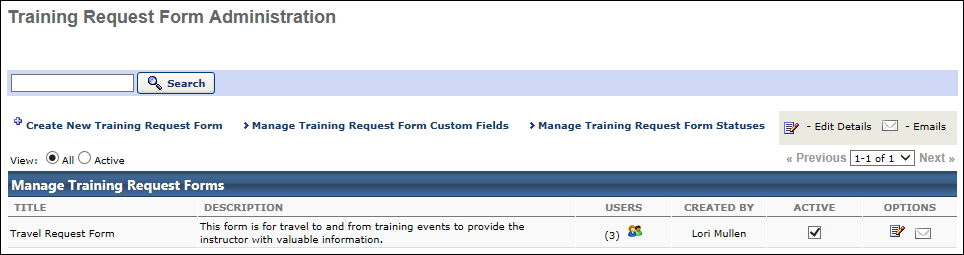 Training Request Form Administration
Search
Create New Training Request Form Manage Training Request Form Custom Fields Manage Training Request Form Statuses - Edit Details - Emails
View: All Active « Previous 1-1 of 1 Next »
Manage Training Request Forms
TITLE DESCRIPTION USERS CREATED BY ACTIVE OPTIONS
Travel Request Form This form is for travel to and from training events to provide the instructor with valuable information. (3) Lori Mullen